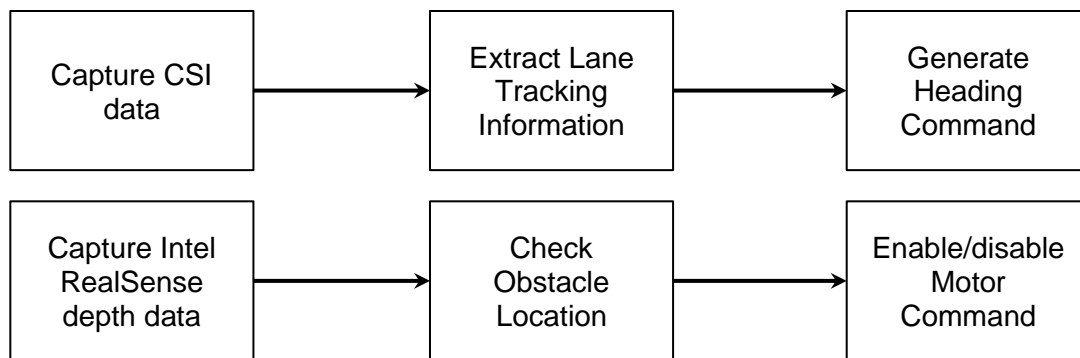 Capture CSI
data
Extract Lane
Tracking
Information
Generate
Heading
Command
Capture Intel
RealSense
depth data
Check
Obstacle
Location
Enable/disable
Motor
Command